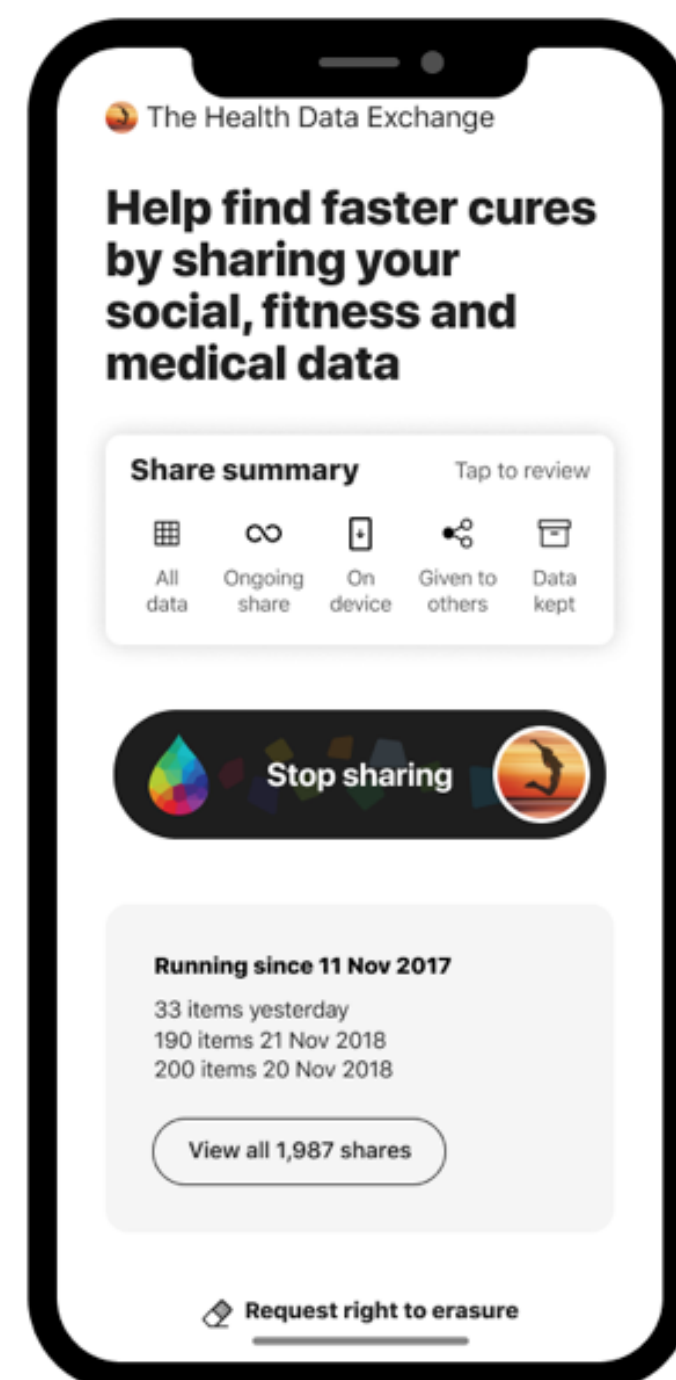 The Health Data Exchange
Help find faster cures
by sharing your
social, fitness and
medical data
Share summary
Tap to review
All
data
Ongoing
share
On
device
Given to
others
Data
kept
Stop sharing
Running since 11 Nov 2017
33 items yesterday
190 items 21 Nov 2018
200 items 20 Nov 2018
View all 1,987 shares
Request right to erasure